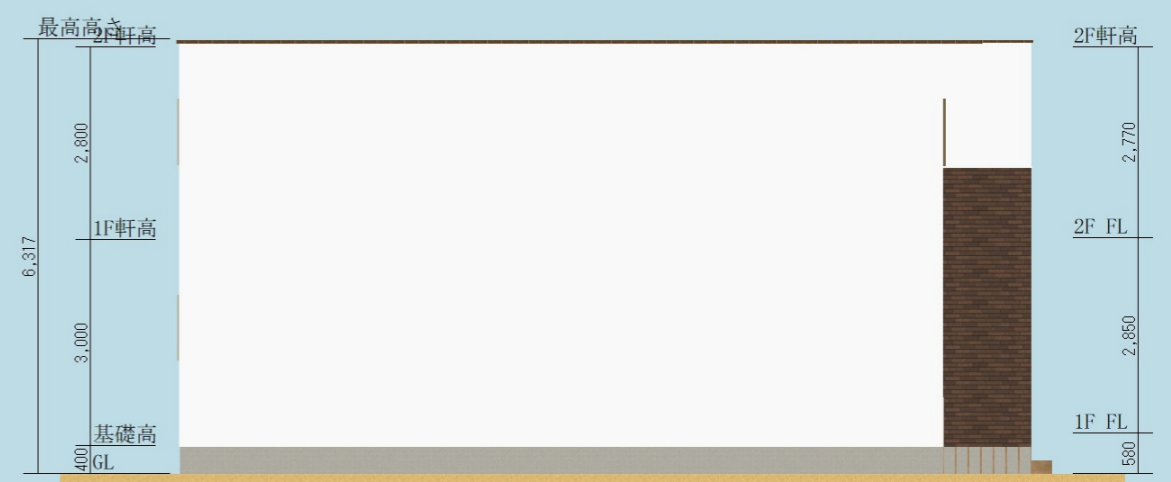 最高高さ
2F軒高
2,800
1F軒高
6,317
3,000
基礎高
400
GL
2F軒高
2,770
2F FL
2,850
1F FL
580